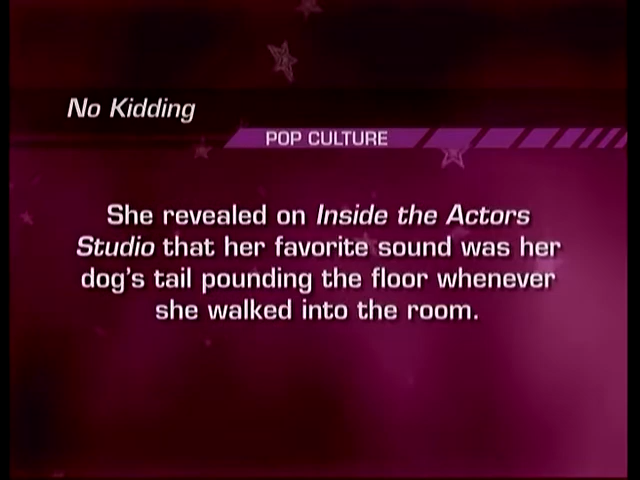 No Kidding
POP CULTURE
She revealed on Inside the Actors
Studio that her favorite sound was her
dog's tail pounding the floor whenever
she walked into the room.